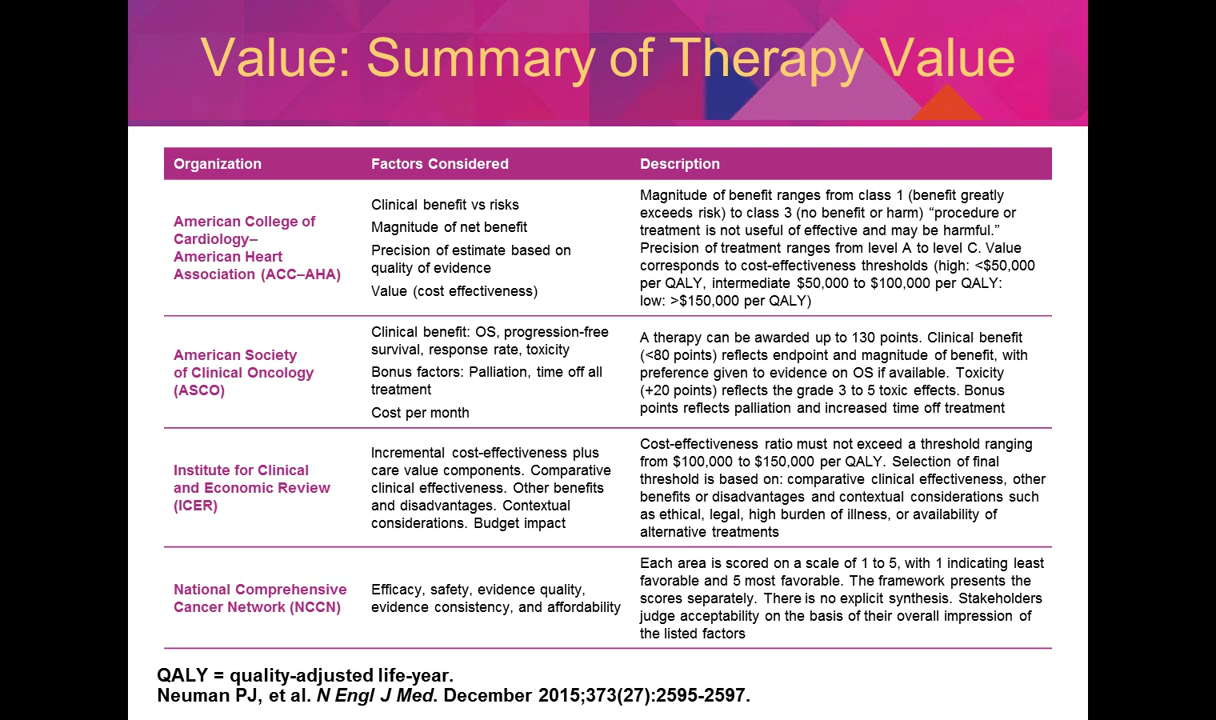 Value: Summary of Therapy Value
Organization
Factors Considered
Description
American College of
Cardiology–
American Heart
Association (ACC–AHA)
Clinical benefit vs risks
Magnitude of net benefit
Precision of estimate based on
quality of evidence
Value (cost effectiveness)
Magnitude of benefit ranges from class 1 (benefit greatly
exceeds risk) to class 3 (no benefit or harm) “procedure or
treatment is not useful of effective and may be harmful.”
Precision of treatment ranges from level A to level C. Value
corresponds to cost-effectiveness thresholds (high: <$50,000
per QALY, intermediate $50,000 to $100,000 per QALY:
low: >$150,000 per QALY)
American Society
of Clinical Oncology
(ASCO)
Clinical benefit: OS, progression-free
survival, response rate, toxicity
Bonus factors: Palliation, time off all
treatment
Cost per month
A therapy can be awarded up to 130 points. Clinical benefit
(<80 points) reflects endpoint and magnitude of benefit, with
preference given to evidence on OS if available. Toxicity
(+20 points) reflects the grade 3 to 5 toxic effects. Bonus
points reflects palliation and increased time off treatment
Institute for Clinical
and Economic Review
(ICER)
Incremental cost-effectiveness plus
care value components. Comparative
clinical effectiveness. Other benefits
and disadvantages. Contextual
considerations. Budget impact
Cost-effectiveness ratio must not exceed a threshold ranging
from $100,000 to $150,000 per QALY. Selection of final
threshold is based on: comparative clinical effectiveness, other
benefits or disadvantages and contextual considerations such
as ethical, legal, high burden of illness, or availability of
alternative treatments
National Comprehensive
Cancer Network (NCCN)
Efficacy, safety, evidence quality,
evidence consistency, and affordability
Each area is scored on a scale of 1 to 5, with 1 indicating least
favorable and 5 most favorable. The framework presents the
scores separately. There is no explicit synthesis. Stakeholders
judge acceptability on the basis of their overall impression of
the listed factors
QALY = quality-adjusted life-year.
Neuman PJ, et al. N Engl J Med. December 2015;373(27):2595-2597.